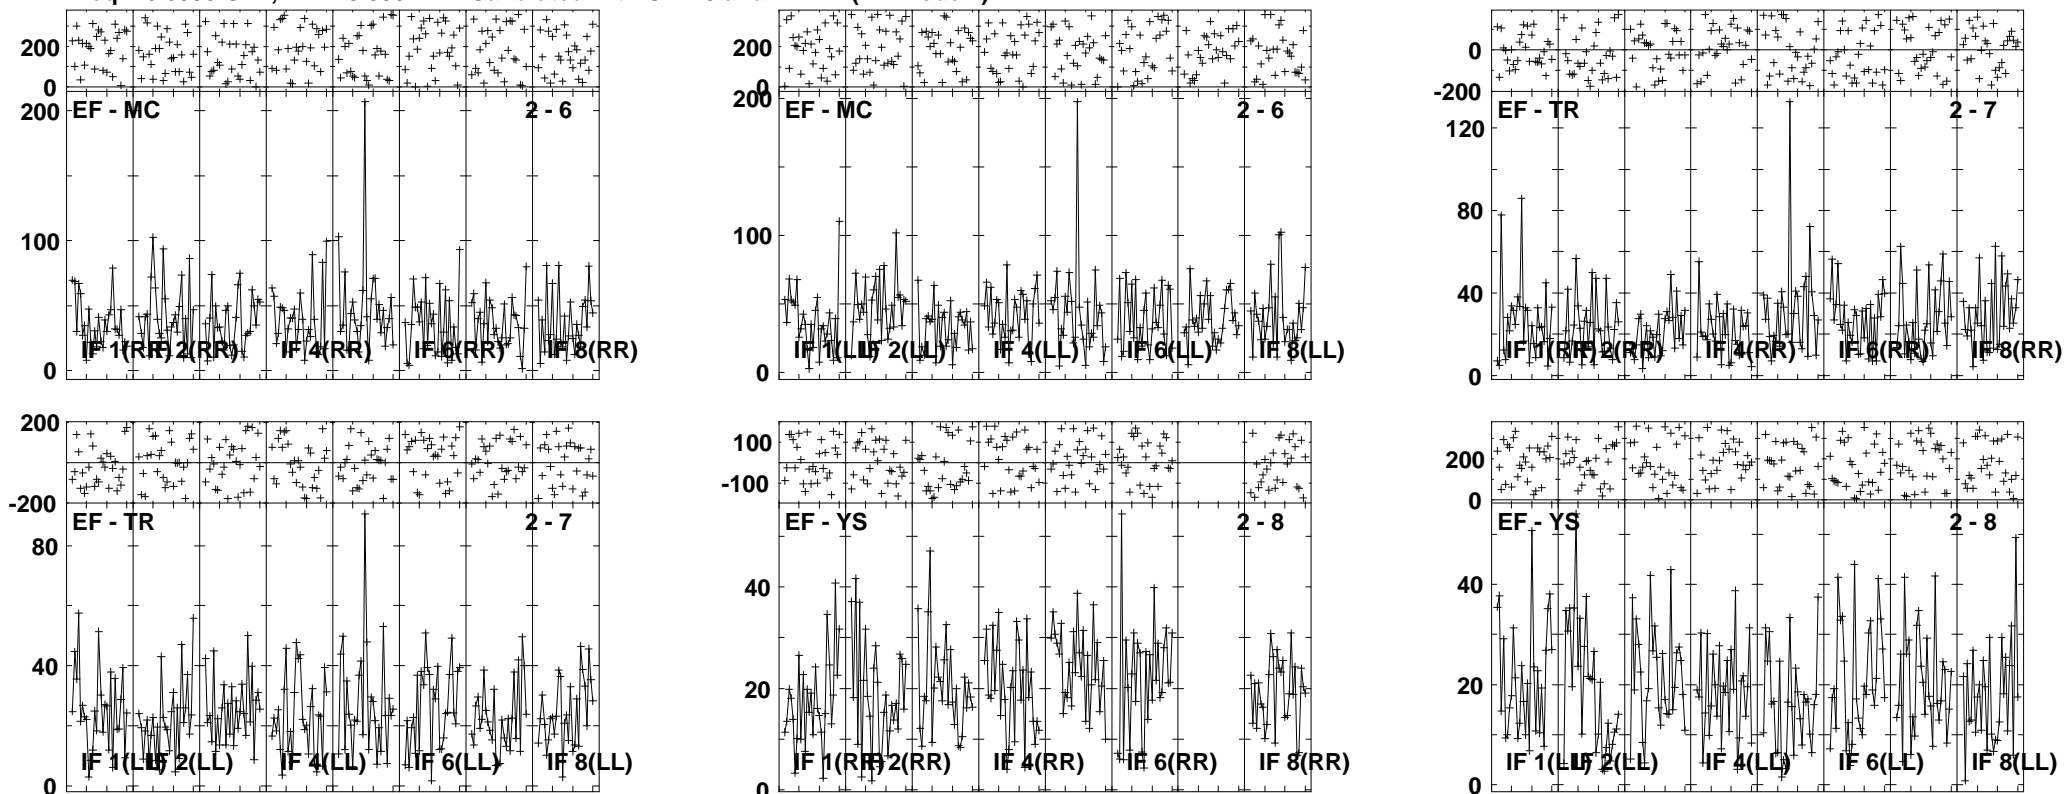 200
0
200
100
0
EF - MC
2 - 6
IF 1(RR)
IF 2(RR)
IF 4(RR)
IF 6(RR)
IF 8(RR)
200
0
200
100
0
EF - MC
2 - 6
IF 1(LL)
IF 2(LL)
IF 4(LL)
IF 6(LL)
IF 8(LL)
0
-200
120
80
40
0
EF - TR
2 - 7
IF 1(RR)
IF 2(RR)
IF 4(RR)
IF 6(RR)
IF 8(RR)
200
-200
80
40
0
EF - TR
2 - 7
IF 1(LL)
IF 2(LL)
IF 4(LL)
IF 6(LL)
IF 8(LL)
100
-100
40
20
0
EF - YS
2 - 8
IF 1(RR)
IF 2(RR)
IF 4(RR)
IF 6(RR)
IF 8(RR)
200
0
40
20
0
EF - YS
2 - 8
IF 1(LL)
IF 2(LL)
IF 4(LL)
IF 6(LL)
IF 8(LL)